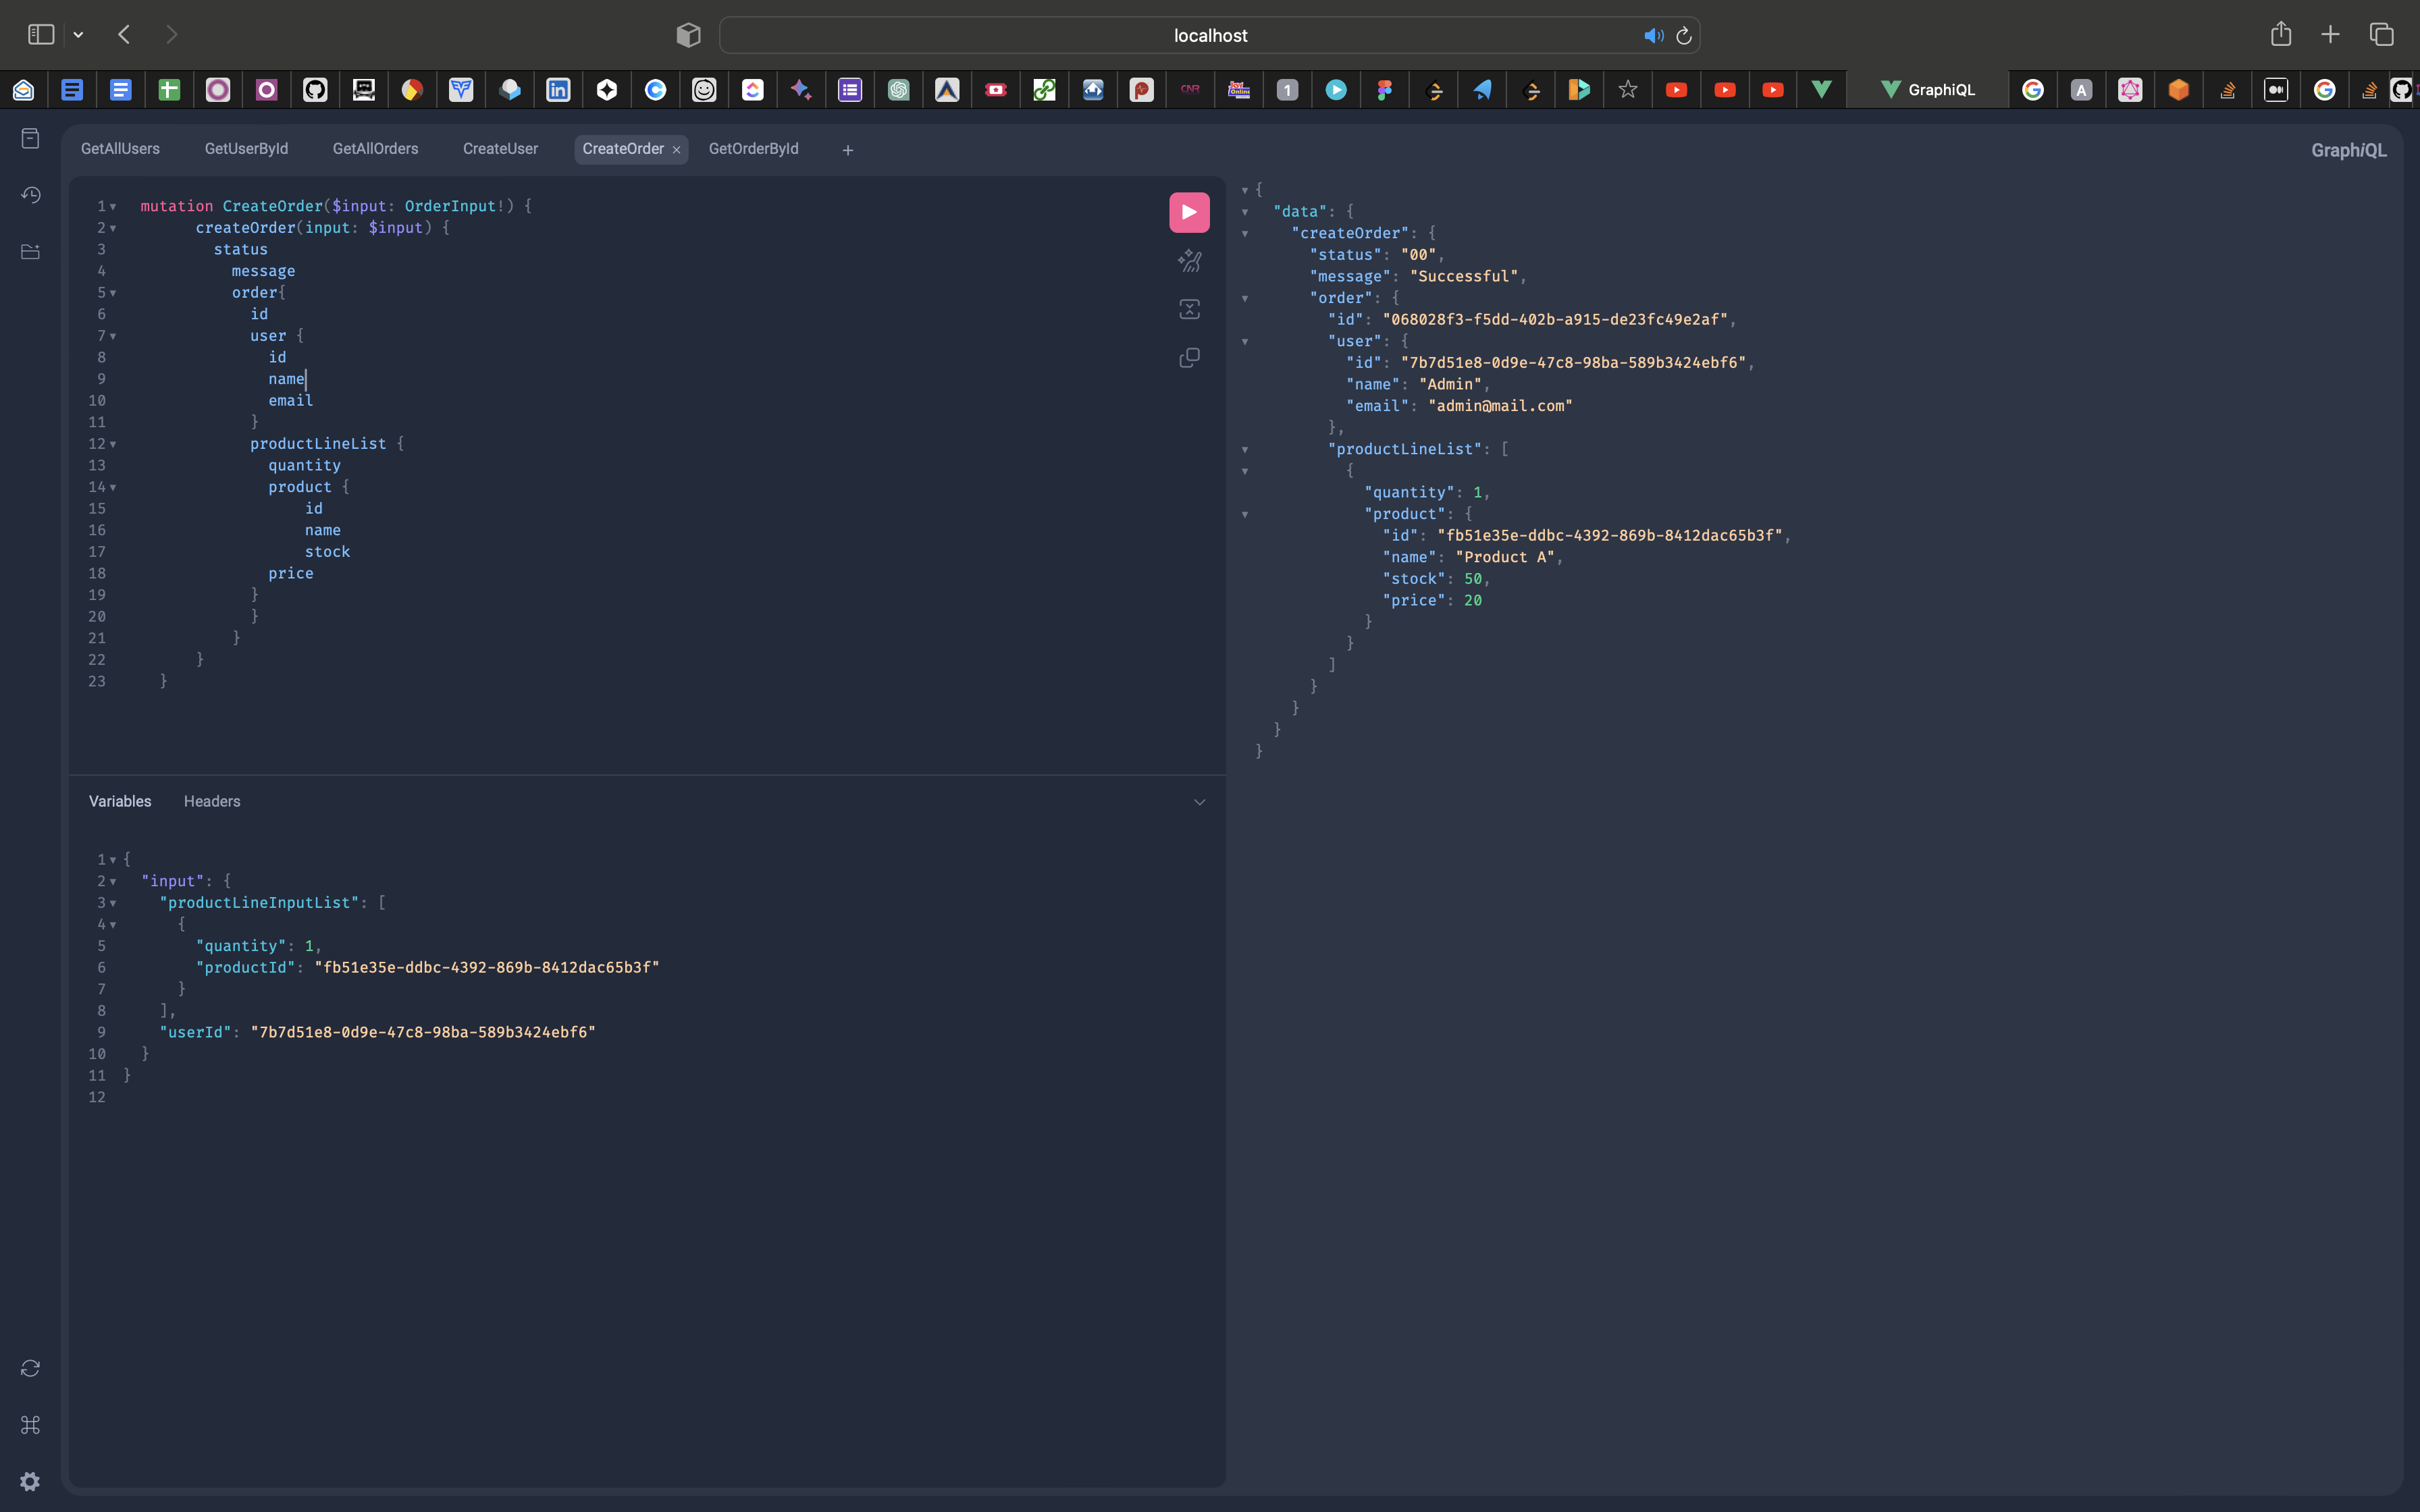 localhost
CNR
1
GraphiQL
A
GetAllUsers GetUserById GetAllOrders CreateUser CreateOrder × GetOrderById +
GraphiQL
1 mutation CreateOrder($input: OrderInput!) {
2 createOrder(input: $input) {
3 status
4 message
5 order{
6 id
7 user {
8 id
9 name
10 email
11 }
12 productLineList {
13 quantity
14 product {
15 id
16 name
17 stock
18 price
19 }
20 }
21 }
22 }
23 }
{
"data": {
"createOrder": {
"status": "00",
"message": "Successful",
"order": {
"id": "068028f3-f5dd-402b-a915-de23fc49e2af",
"user": {
"id": "7b7d51e8-0d9e-47c8-98ba-589b3424ebf6",
"name": "Admin",
"email": "admin@mail.com"
},
"productLineList": [
{
"quantity": 1,
"product": {
"id": "fb51e35e-ddbc-4392-869b-8412dac65b3f",
"name": "Product A",
"stock": 50,
"price": 20
}
}
]
}
}
}
}
Variables Headers
1 {
2 "input": {
3 "productLineInputList": [
4 {
5 "quantity": 1,
6 "productId": "fb51e35e-ddbc-4392-869b-8412dac65b3f"
7 }
8 ],
9 "userId": "7b7d51e8-0d9e-47c8-98ba-589b3424ebf6"
10 }
11 }
12